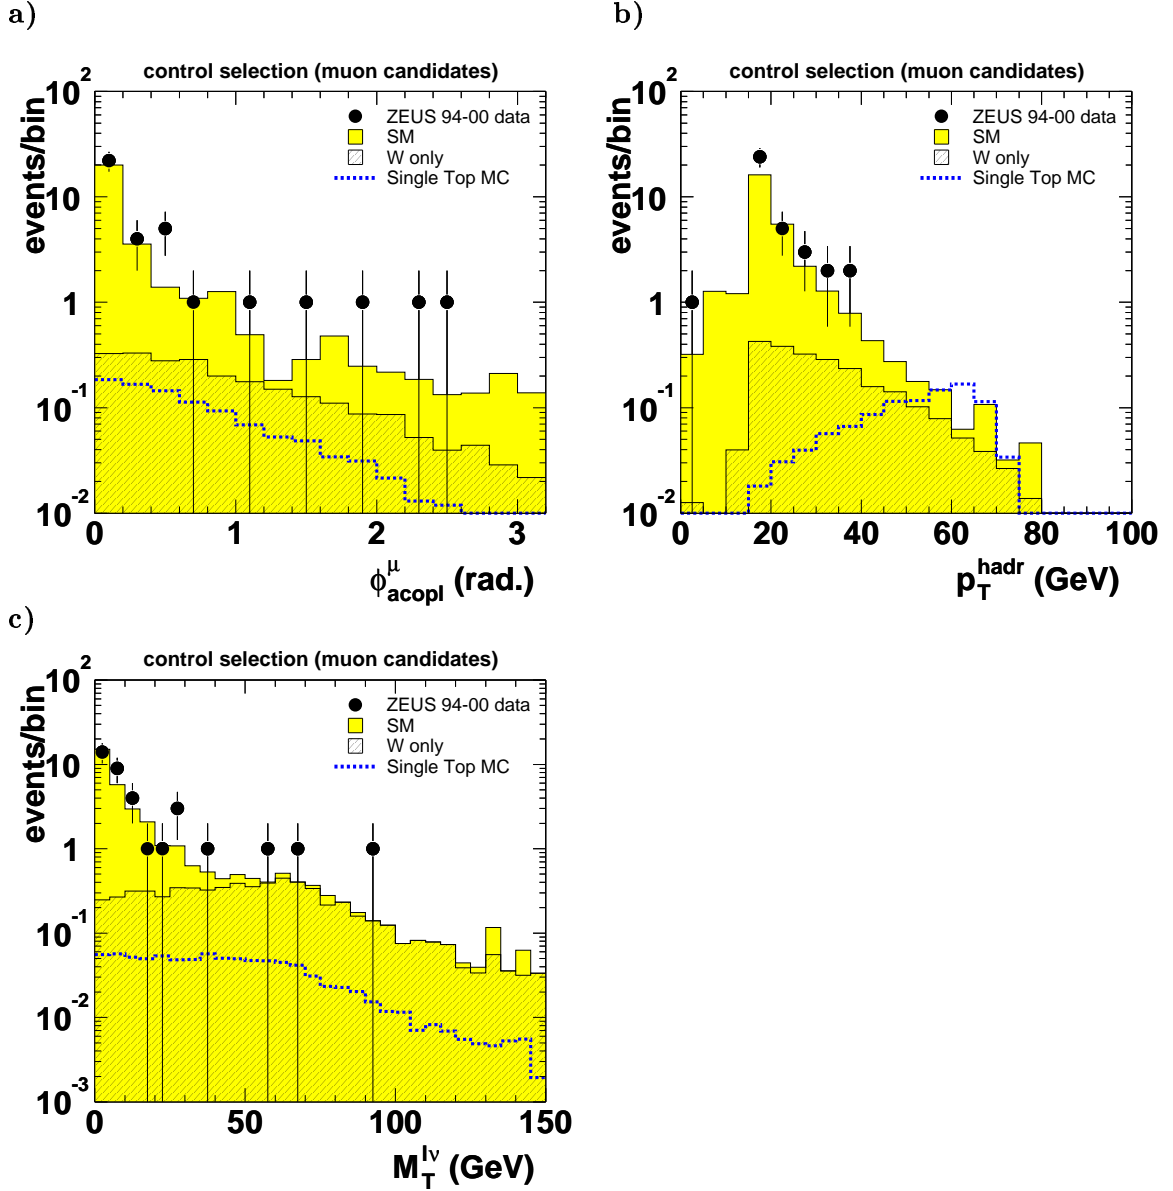 a)
control selection (muon candidates)
events/bin
ZEUS 94-00 data
SM
W only
Single Top MC
10^2
10
1
10^-1
10^-2
0 1 2 3
ϕ^μ_acopl (rad.)
b)
control selection (muon candidates)
events/bin
ZEUS 94-00 data
SM
W only
Single Top MC
10^2
10
1
10^-1
10^-2
0 20 40 60 80 100
p_T^hadr (GeV)
c)
control selection (muon candidates)
events/bin
ZEUS 94-00 data
SM
W only
Single Top MC
10^2
10
1
10^-1
10^-2
10^-3
0 50 100 150
M_T^lν (GeV)